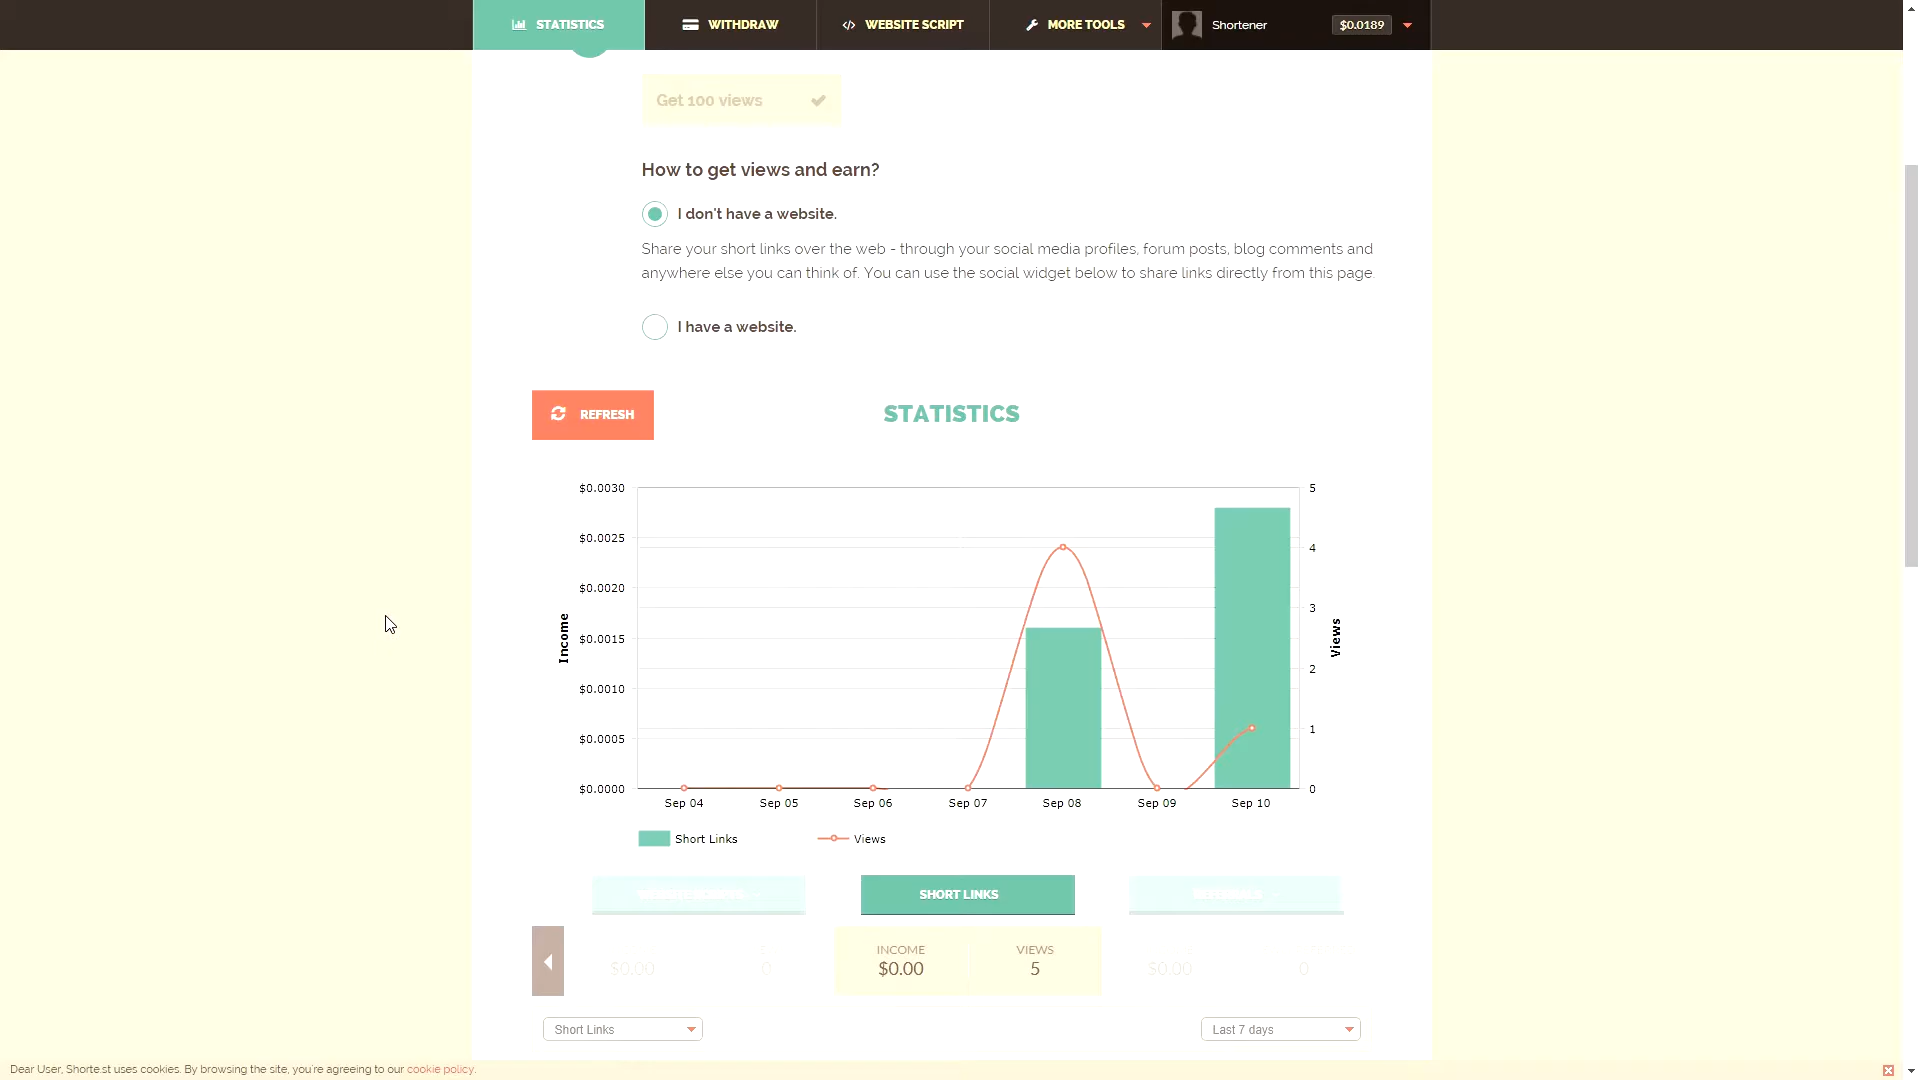 STATISTICS
WITHDRAW
WEBSITE SCRIPT
MORE TOOLS
Shortener
$0.0189
Get 100 views
How to get views and earn?
I don't have a website.
Share your short links over the web - through your social media profiles, forum posts, blog comments and
anywhere else you can think of. You can use the social widget below to share links directly from this page.
I have a website.
REFRESH
STATISTICS
$0.0030
$0.0025
$0.0020
$0.0015
$0.0010
$0.0005
$0.0000
Income
5
4
3
2
1
0
Views
Sep 04
Sep 05
Sep 06
Sep 07
Sep 08
Sep 09
Sep 10
Short Links
Views
SHORT LINKS
$0.00
0
INCOME
$0.00
VIEWS
5
$0.00
0
Short Links
Last 7 days
Dear User, Shorte.st uses cookies. By browsing the site, you're agreeing to our cookie policy.